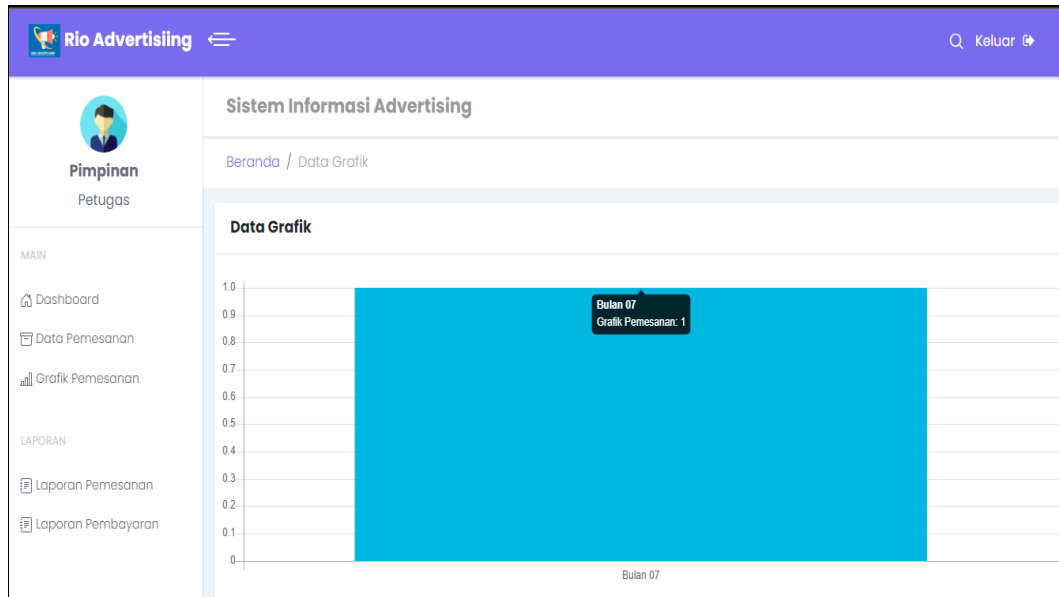 Rio Advertisiing
Keluar
Pimpinan
Petugas
MAIN
Dashboard
Data Pemesanan
Grafik Pemesanan
LAPORAN
Laporan Pemesanan
Laporan Pembayaran
Sistem Informasi Advertising
Beranda / Data Grafik
Data Grafik
1.0
0.9
0.8
0.7
0.6
0.5
0.4
0.3
0.2
0.1
0
Bulan 07
Grafik Pemesanan: 1
Bulan 07